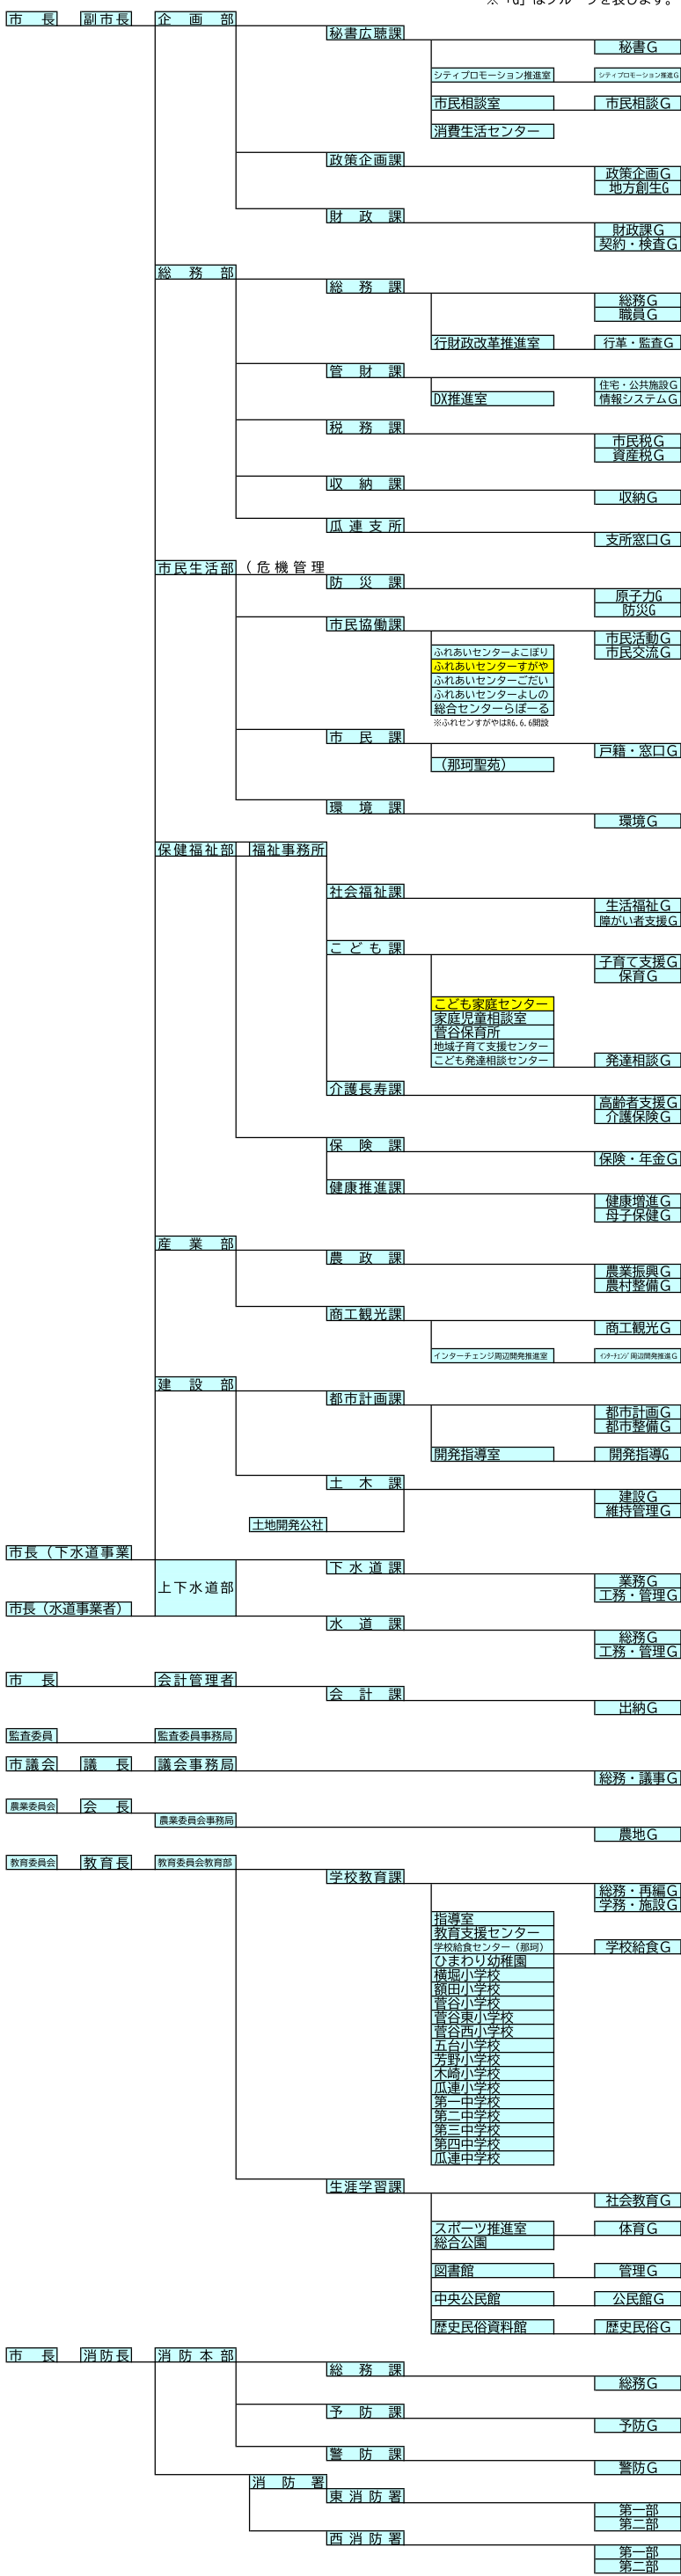 ※「G」はグループを表します。
市　長　副市長　企　画　部
秘書広聴課
秘書Ｇ
シティプロモーション推進室　シティプロモーション推進Ｇ
市民相談室　市民相談Ｇ
消費生活センター
政策企画課
政策企画Ｇ
地方創生G
財　政　課
財政課Ｇ
契約・検査Ｇ
総　務　部
総　務　課
総務Ｇ
職員Ｇ
行財政改革推進室　行革・監査Ｇ
管　財　課
住宅・公共施設Ｇ
DX推進室　情報システムＧ
税　務　課
市民税Ｇ
資産税Ｇ
収　納　課
収納Ｇ
瓜連支所
支所窓口Ｇ
市民生活部（危機管理
防　災　課
原子力G
防災G
市民協働課
市民活動Ｇ
ふれあいセンターよこぼり　市民交流Ｇ
ふれあいセンターすがや
ふれあいセンターごだい
ふれあいセンターよしの
総合センターらぽーる
※ふれセンすがやはR6.6.6開設
市　民　課
戸籍・窓口Ｇ
（那珂聖苑）
環　境　課
環境Ｇ
保健福祉部　福祉事務所
社会福祉課
生活福祉Ｇ
障がい者支援Ｇ
こ ど も 課
子育て支援Ｇ
保育Ｇ
こども家庭センター
家庭児童相談室
菅谷保育所
地域子育て支援センター
こども発達相談センター　発達相談Ｇ
介護長寿課
高齢者支援Ｇ
介護保険Ｇ
保　険　課
保険・年金Ｇ
健康推進課
健康増進Ｇ
母子保健Ｇ
産　業　部
農　政　課
農業振興Ｇ
農村整備Ｇ
商工観光課
商工観光Ｇ
インターチェンジ周辺開発推進室　ｲﾝﾀｰﾁｪﾝｼﾞ周辺開発推進Ｇ
建　設　部
都市計画課
都市計画Ｇ
都市整備Ｇ
開発指導室　開発指導G
土　木　課
建設Ｇ
維持管理Ｇ
土地開発公社
市長（下水道事業
下水道課
上下水道部　業務Ｇ
工務・管理Ｇ
市長（水道事業者）
水　道　課
総務Ｇ
工務・管理Ｇ
市　長　会計管理者
会　計　課
出納Ｇ
監査委員　監査委員事務局
市議会　議　長　議会事務局
総務・議事Ｇ
農業委員会　会　長
農業委員会事務局
農地Ｇ
教育委員会　教育長　教育委員会教育部
学校教育課
総務・再編Ｇ
学務・施設Ｇ
指導室
教育支援センター
学校給食センター（那珂）　学校給食Ｇ
ひまわり幼稚園
横堀小学校
額田小学校
菅谷小学校
菅谷東小学校
菅谷西小学校
五台小学校
芳野小学校
木崎小学校
瓜連小学校
第一中学校
第二中学校
第三中学校
第四中学校
瓜連中学校
生涯学習課
社会教育Ｇ
スポーツ推進室　体育Ｇ
総合公園
図書館　管理Ｇ
中央公民館　公民館Ｇ
歴史民俗資料館　歴史民俗Ｇ
市　長　消防長　消防本部
総　務　課
総務Ｇ
予　防　課
予防Ｇ
警　防　課
警防Ｇ
消　防　署
東消防署
第一部
第二部
西消防署
第一部
第二部